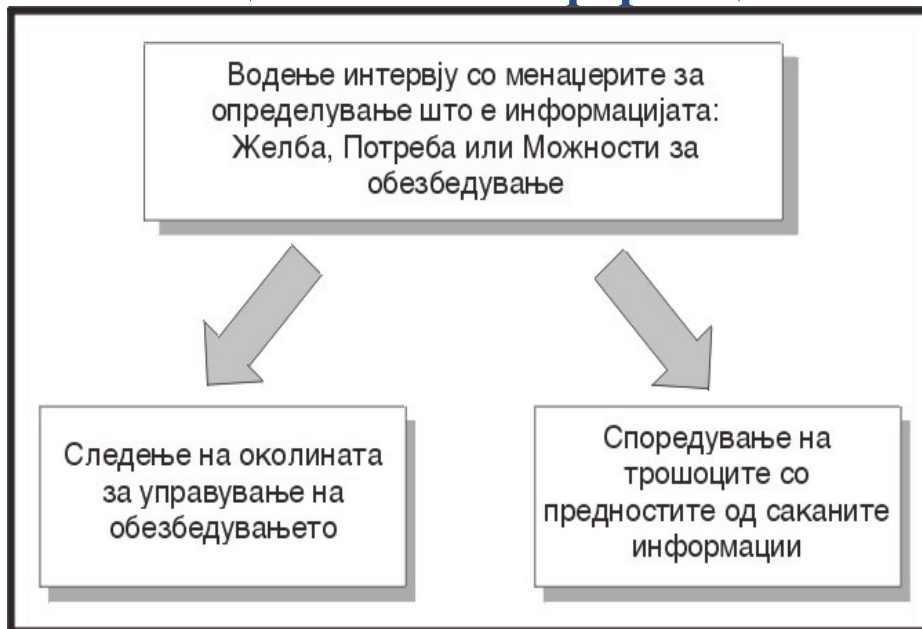 Водење интервју со менаџерите за
определување што е информацијата:
Желба, Потреба или Можности за
обезбедување
Следење на околината
за управување на
обезбедувањето
Споредување на
трошоците со
предностите од саканите
информации